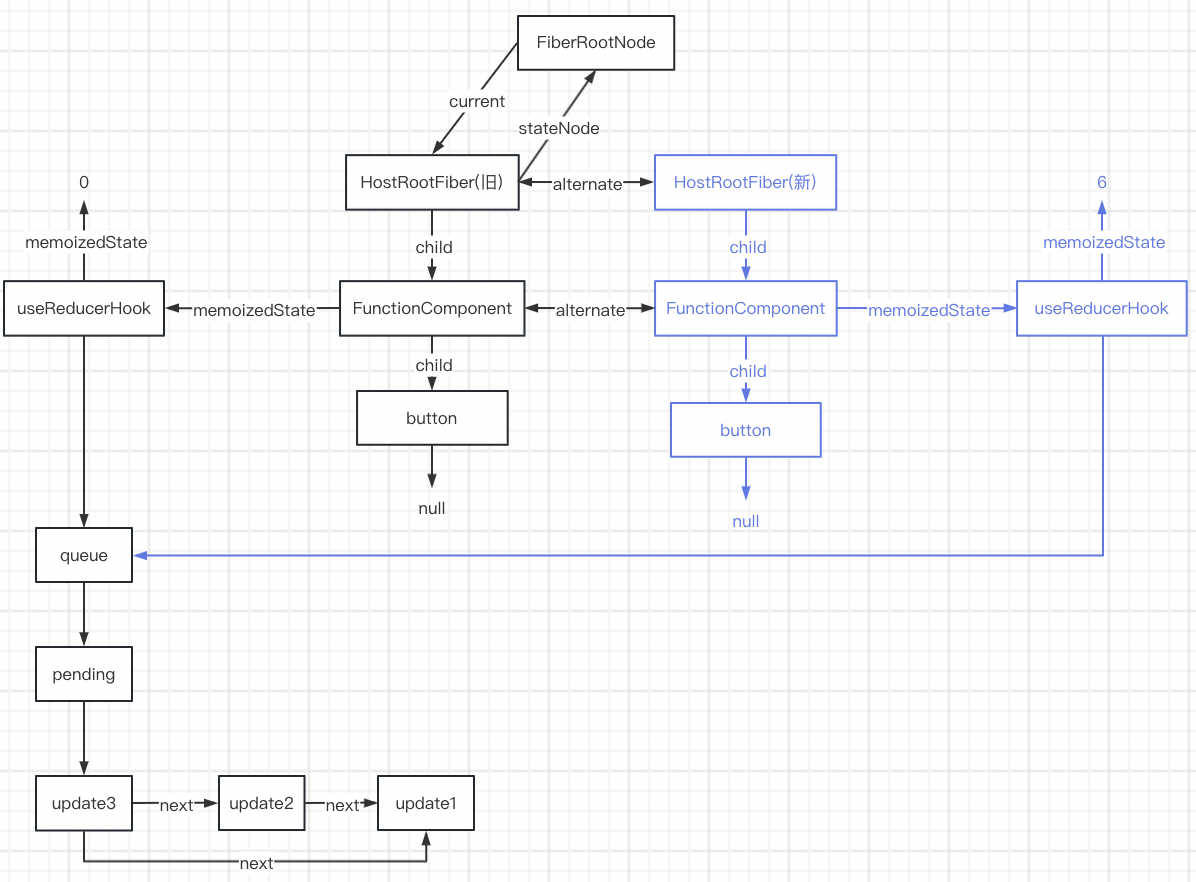 FiberRootNode
current
stateNode
HostRootFiber(旧)
alternate
HostRootFiber(新)
0
6
memoizedState
child
child
memoizedState
useReducerHook
memoizedState
FunctionComponent
alternate
FunctionComponent
memoizedState
useReducerHook
child
child
button
button
null
null
queue
pending
update3
next
update2
next
update1
next